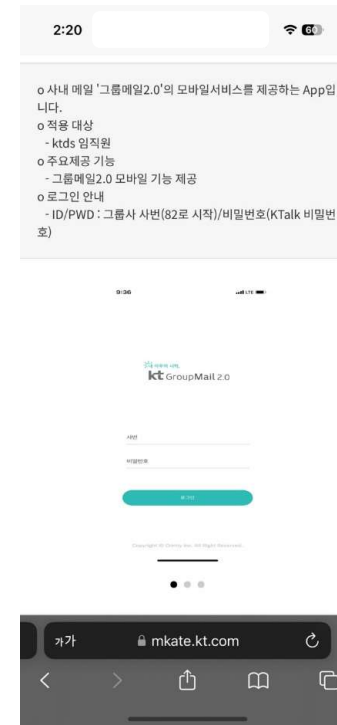 2:20
60
o 사내 메일 '그룹메일2.0'의 모바일서비스를 제공하는 App입
니다.
o 적용 대상
- ktds 임직원
o 주요제공 기능
- 그룹메일2.0 모바일 기능 제공
o 로그인 안내
- ID/PWD : 그룹사 사번(82로 시작)/비밀번호(KTalk 비밀번
호)
9:36
LTE
kt GroupMail 2.0
사번
비밀번호
로그인
가가
mkate.kt.com